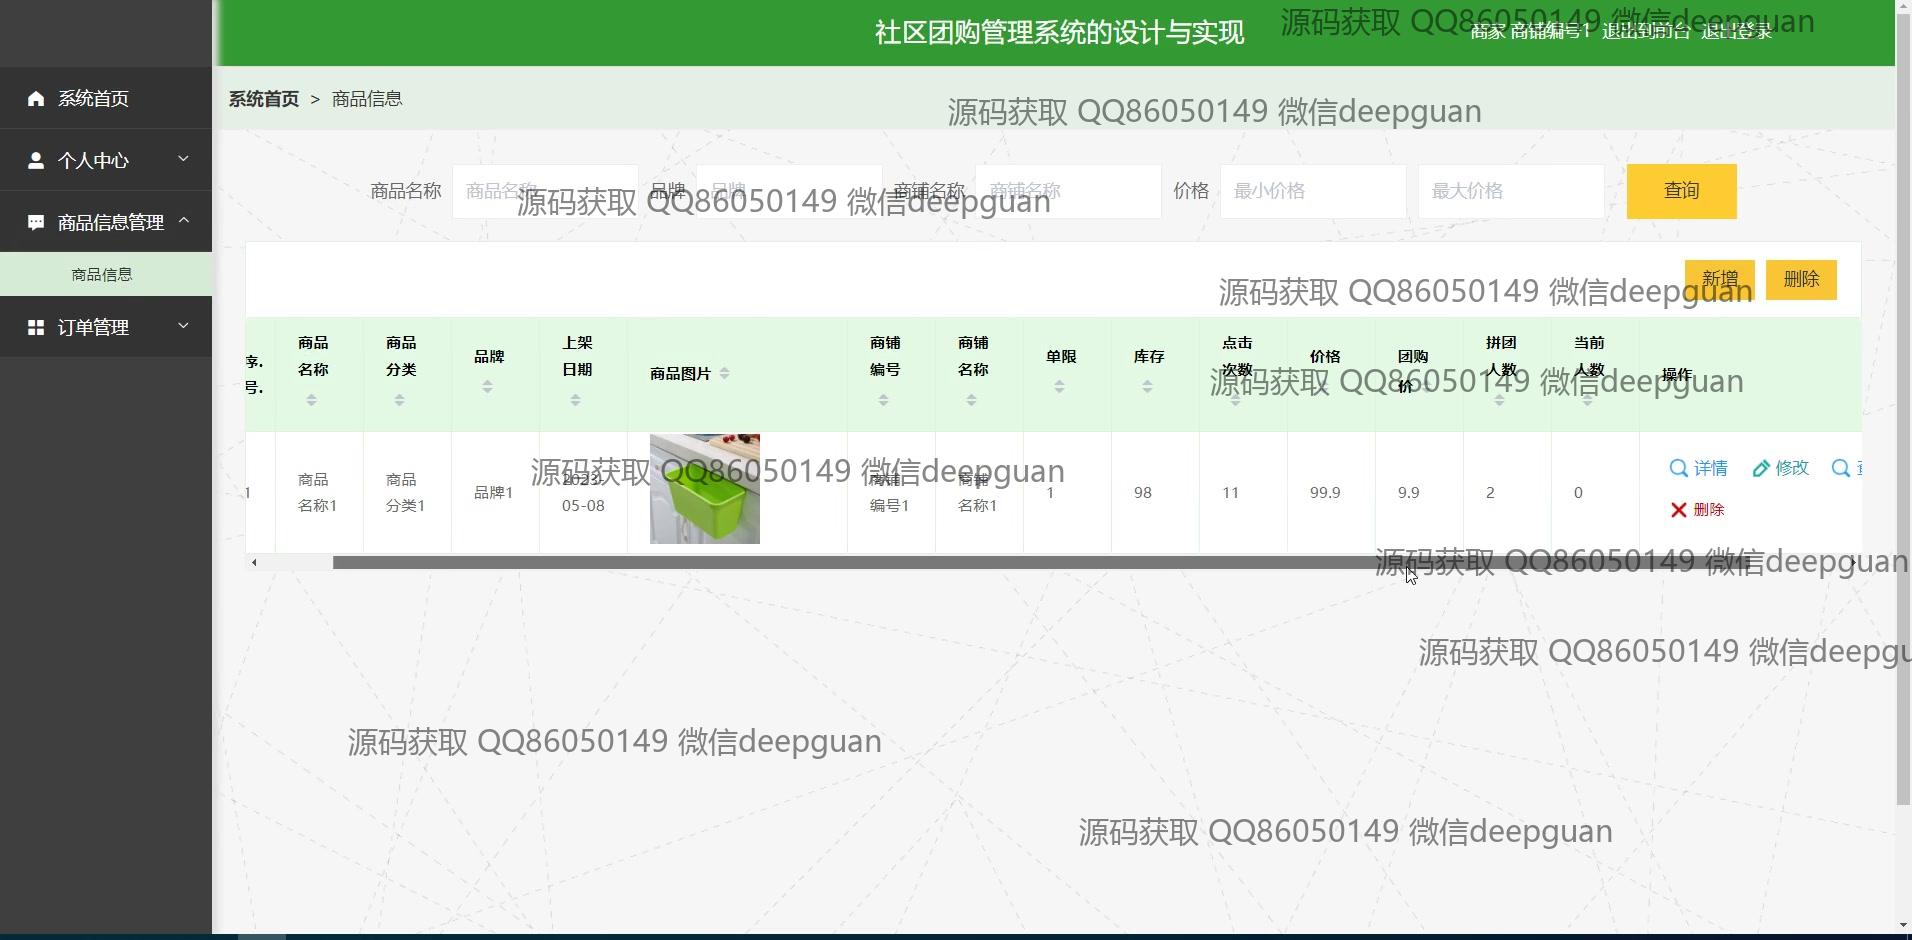 社区团购管理系统的设计与实现
商家 商铺编号1 退出到前台 退出登录
源码获取 QQ86050149 微信deepguan
系统首页
个人中心
商品信息管理
商品信息
订单管理
系统首页 > 商品信息
源码获取 QQ86050149 微信deepguan
商品名称 商品名称 品牌 品牌 商铺名称 商铺名称 价格 最小价格 最大价格 查询
源码获取 QQ86050149 微信deepguan
新增 删除
源码获取 QQ86050149 微信deepguan
序号 商品名称 商品分类 品牌 上架日期 商品图片 商铺编号 商铺名称 单限 库存 点击次数 价格 团购价 拼团人数 当前人数 操作
源码获取 QQ86050149 微信deepguan
1 商品名称1 商品分类1 品牌1 2023-05-08 商铺编号1 商铺名称1 1 98 11 99.9 9.9 2 0 详情 修改
删除
源码获取 QQ86050149 微信deepguan
源码获取 QQ86050149 微信deepguan
源码获取 QQ86050149 微信deepgu
源码获取 QQ86050149 微信deepguan
源码获取 QQ86050149 微信deepguan